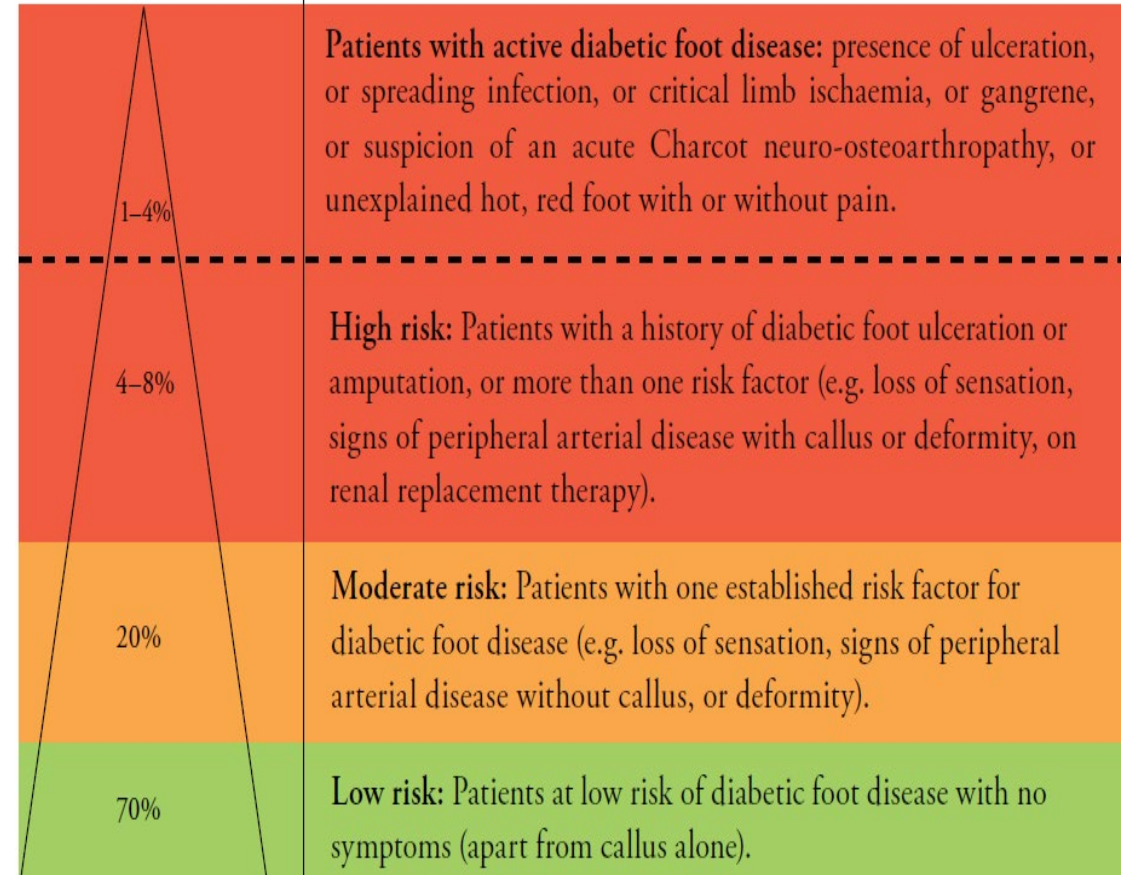 Patients with active diabetic foot disease: presence of ulceration,
or spreading infection, or critical limb ischaemia, or gangrene,
or suspicion of an acute Charcot neuro-osteoarthropathy, or
unexplained hot, red foot with or without pain.
1–4%
High risk: Patients with a history of diabetic foot ulceration or
amputation, or more than one risk factor (e.g. loss of sensation,
signs of peripheral arterial disease with callus or deformity, on
renal replacement therapy).
4–8%
Moderate risk: Patients with one established risk factor for
diabetic foot disease (e.g. loss of sensation, signs of peripheral
arterial disease without callus, or deformity).
20%
Low risk: Patients at low risk of diabetic foot disease with no
symptoms (apart from callus alone).
70%